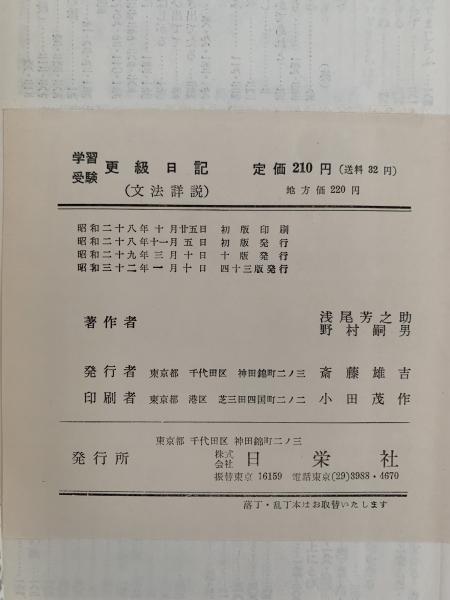 学習
受験 更級日記 定価210円 (送料32円)
(文法詳説) 地方価220円
昭和二十八年十月廿五日 初版印刷
昭和二十八年十一月五日 初版発行
昭和二十九年三月十日 十版発行
昭和三十二年一月十日 四十三版発行
著作者 浅尾芳之助
野村嗣男
発行者 東京都 千代田区 神田錦町二ノ三 斎藤雄吉
印刷者 東京都 港区 芝三田四国町二ノ二 小田茂作
東京都 千代田区 神田錦町二ノ三
発行所 株式会社 日栄社
振替東京 16159 電話東京(29)3988・4670
落丁・乱丁本はお取替いたします